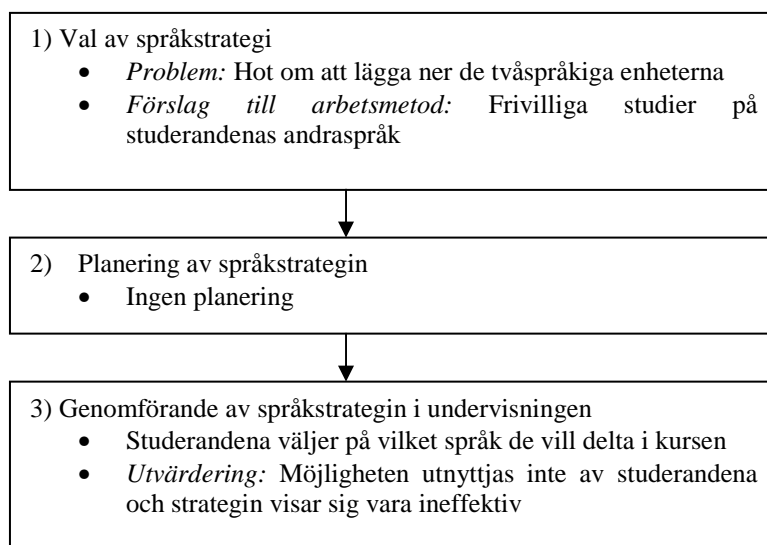 1) Val av språkstrategi
• Problem: Hot om att lägga ner de tvåspråkiga enheterna
• Förslag till arbetsmetod: Frivilliga studier på
studerandenas andraspråk
2) Planering av språkstrategin
• Ingen planering
3) Genomförande av språkstrategin i undervisningen
• Studerandena väljer på vilket språk de vill delta i kursen
• Utvärdering: Möjligheten utnyttjas inte av studerandena
och strategin visar sig vara ineffektiv